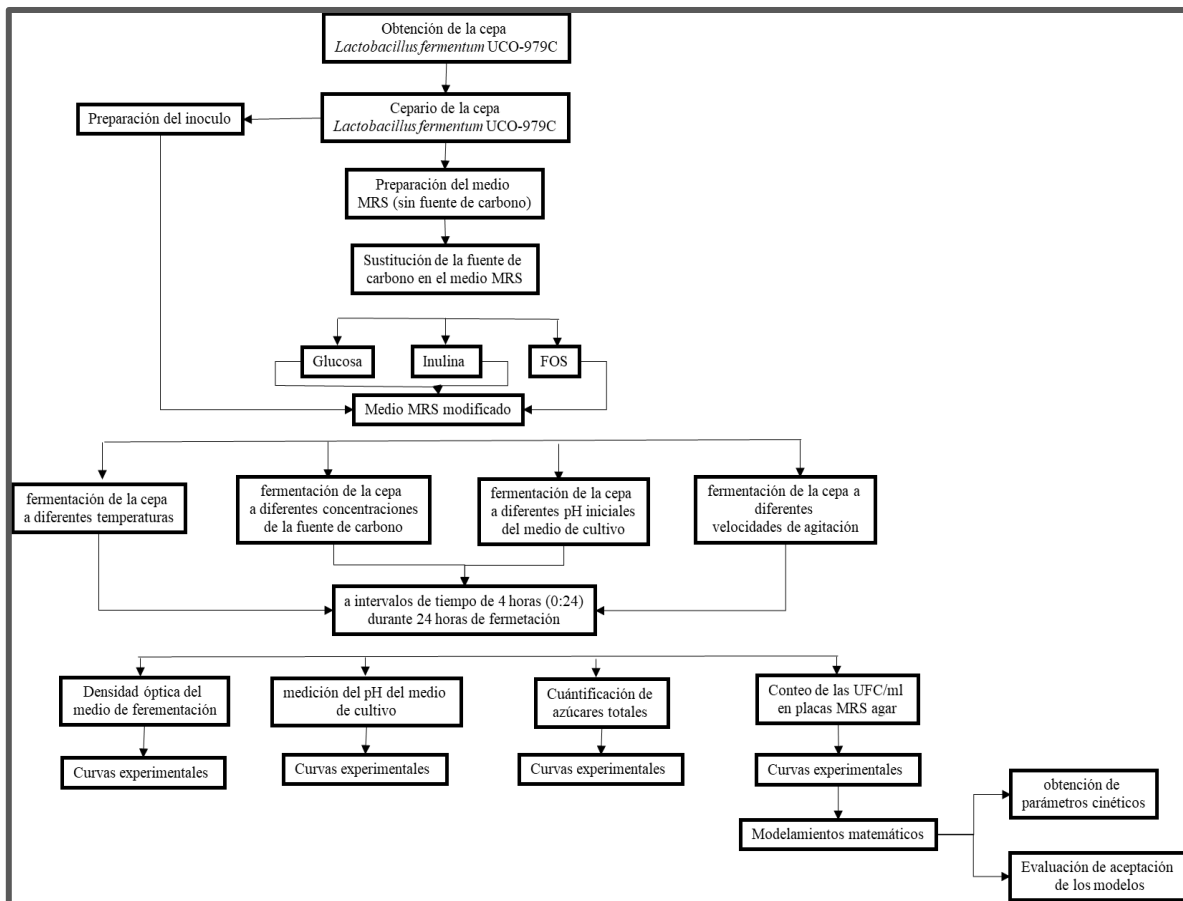 Obtención de la cepa
Lactobacillus fermentum UCO-979C
Preparación del inoculo
Cepario de la cepa
Lactobacillus fermentum UCO-979C
Preparación del medio
MRS (sin fuente de carbono)
Sustitución de la fuente de
carbono en el medio MRS
Glucosa
Inulina
FOS
Medio MRS modificado
fermentación de la cepa
a diferentes temperaturas
fermentación de la cepa
a diferentes concentraciones
de la fuente de carbono
fermentación de la cepa
a diferentes pH iniciales
del medio de cultivo
fermentación de la cepa a
diferentes
velocidades de agitación
a intervalos de tiempo de 4 horas (0:24)
durante 24 horas de fermetación
Densidad óptica del
medio de ferementación
medición del pH del medio
de cultivo
Cuántificación de
azúcares totales
Conteo de las UFC/ml
en placas MRS agar
Curvas experimentales
Curvas experimentales
Curvas experimentales
Curvas experimentales
obtención de
parámetros cinéticos
Modelamientos matemáticos
Evaluación de aceptación
de los modelos